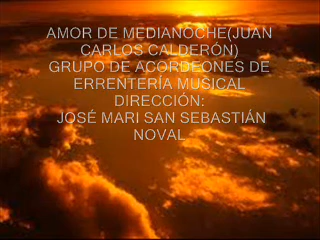 AMOR DE MEDIANOCHE(JUAN
CARLOS CALDERÓN)
GRUPO DE ACORDEONES DE
ERRENTERÍA MUSICAL
DIRECCIÓN:
JOSÉ MARI SAN SEBASTIÁN
NOVAL